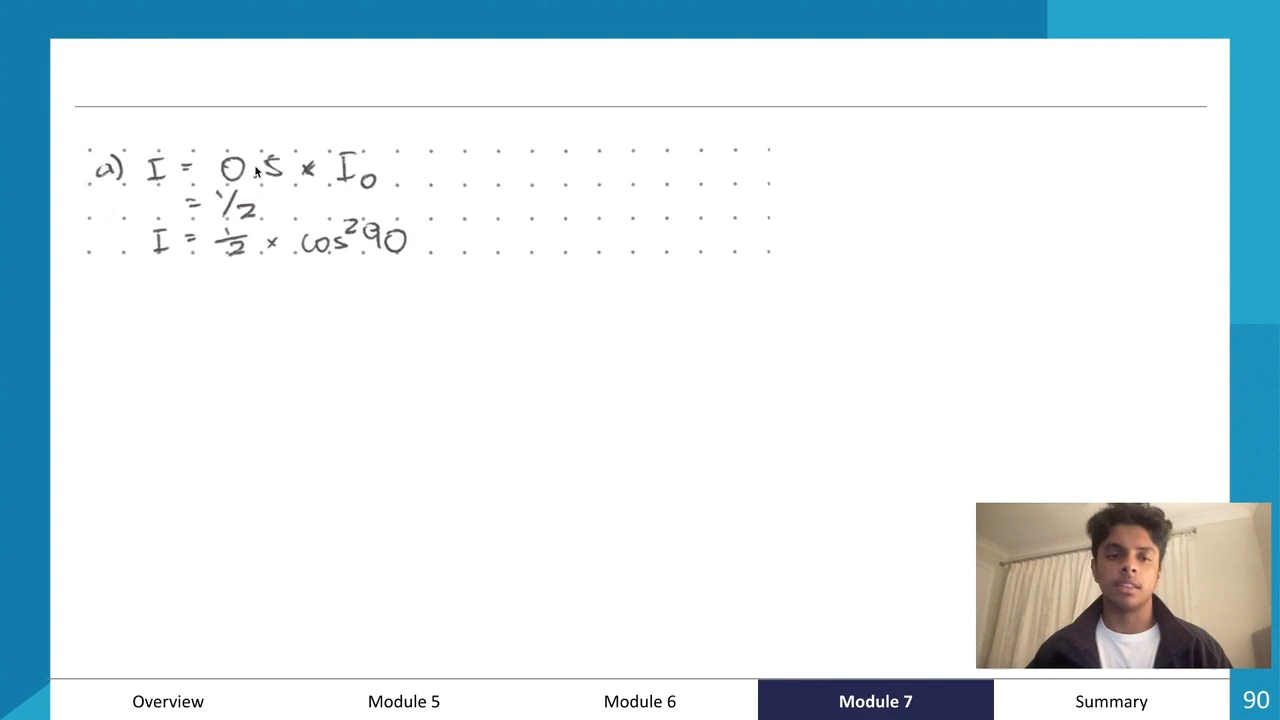 a) I = 0.5 * I₀
= 1/2
I = 1/2 × cos²90
Overview
Module 5
Module 6
Module 7
Summary
90